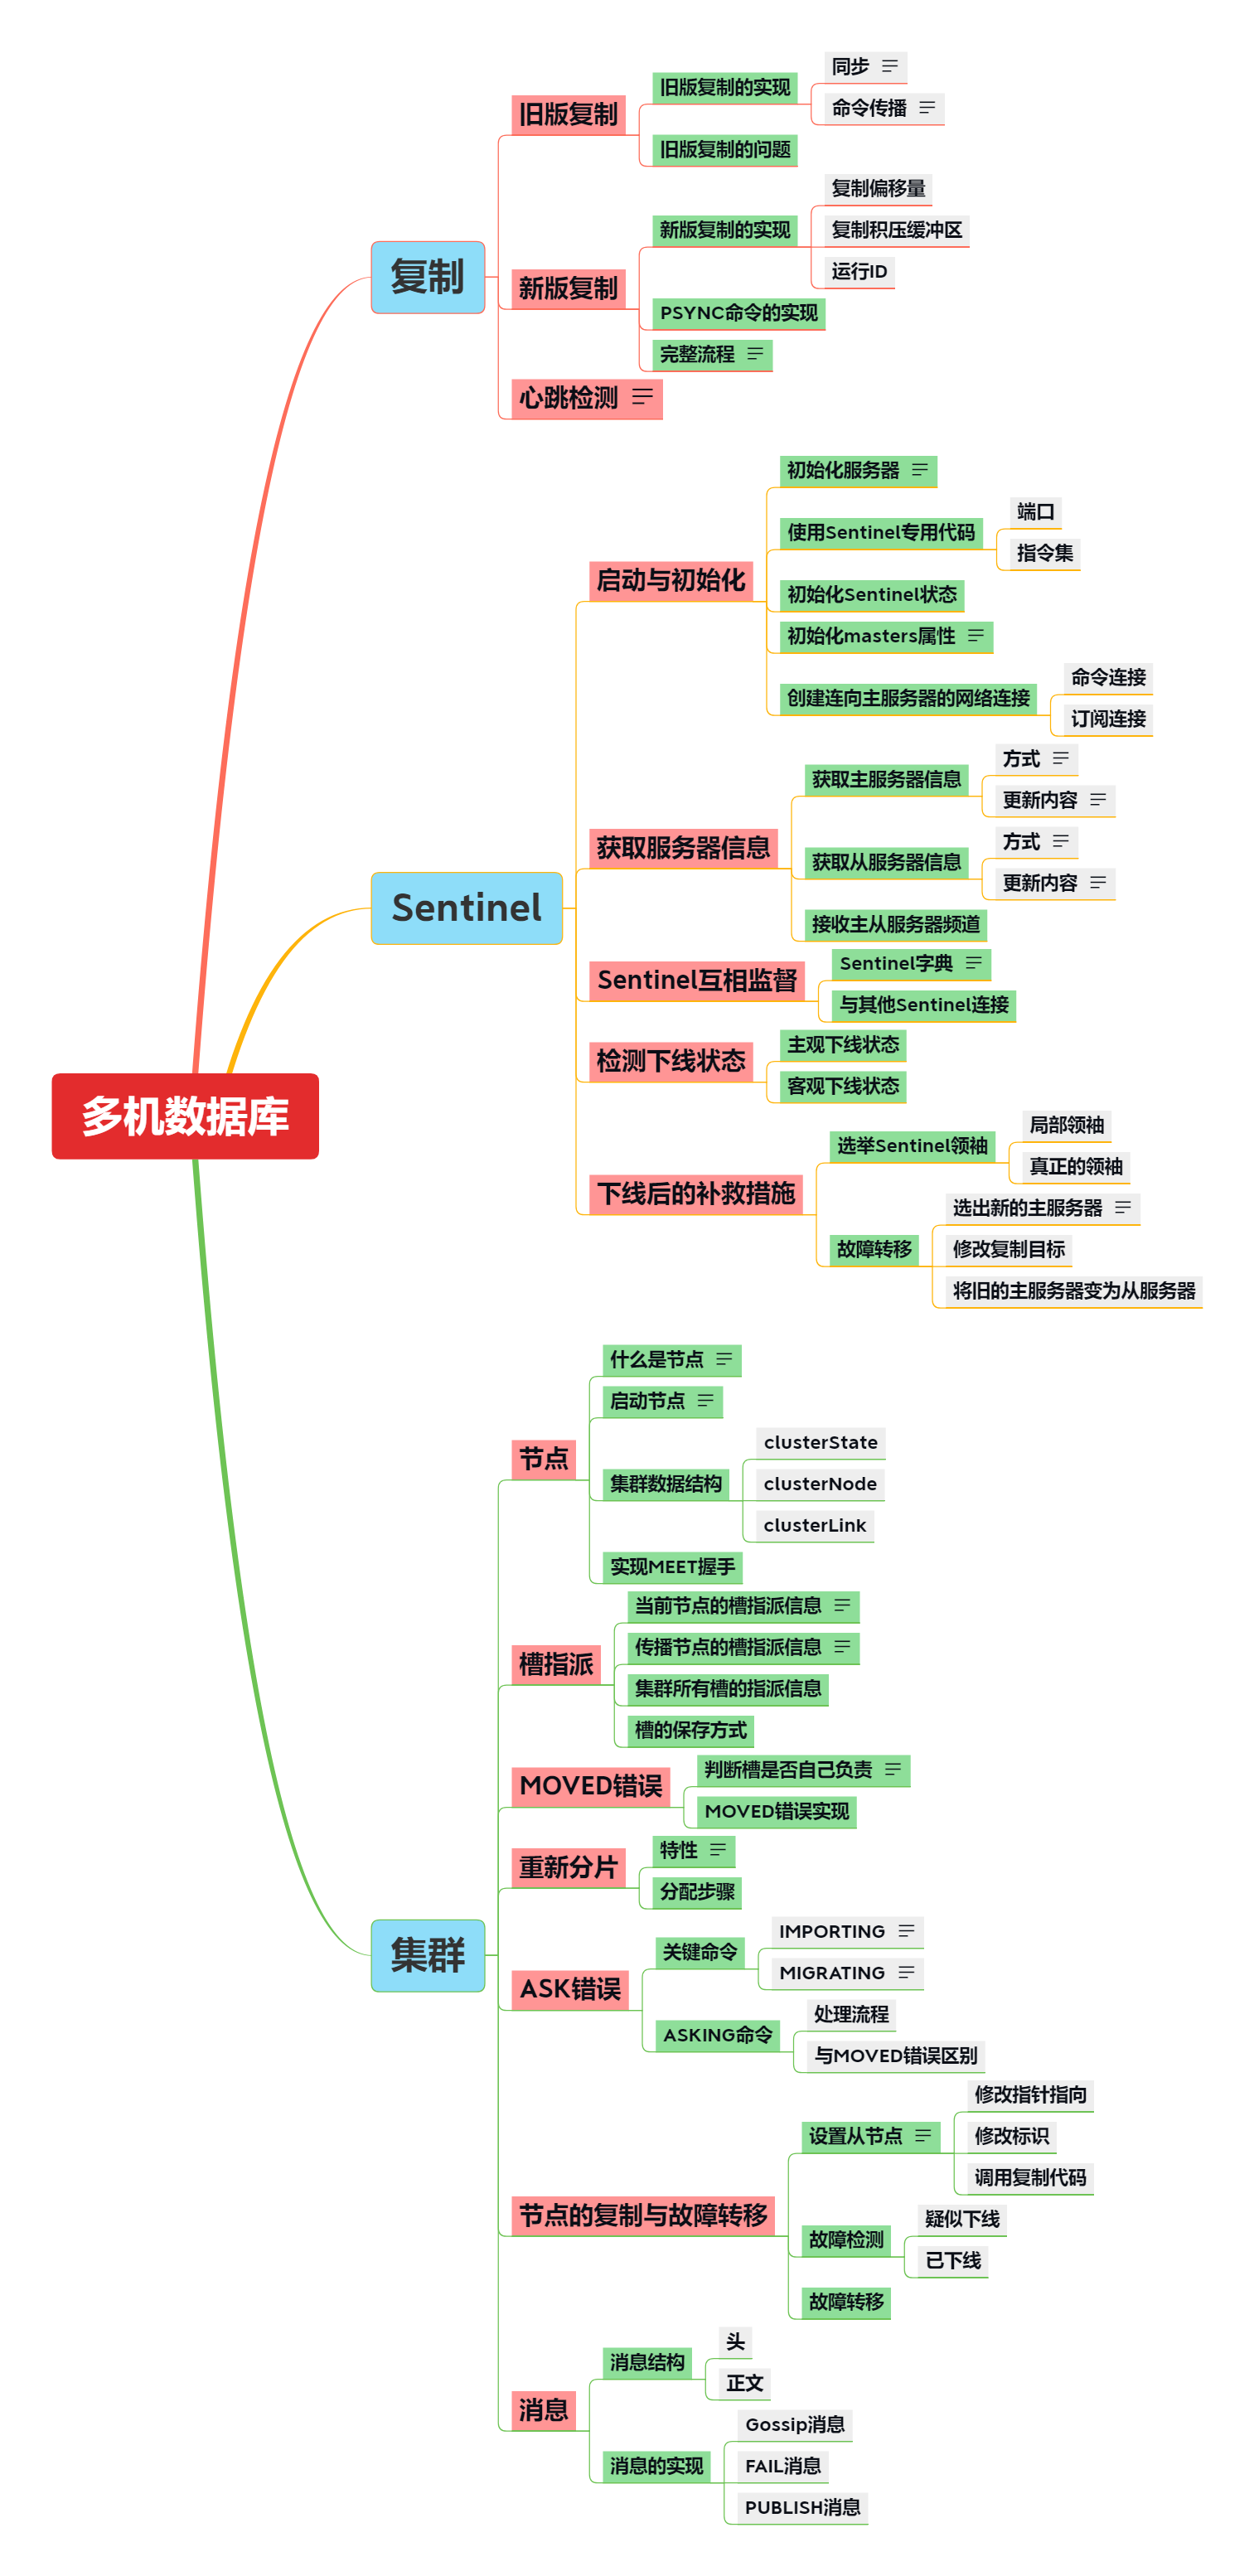 多机数据库
复制
旧版复制
旧版复制的实现
同步
命令传播
旧版复制的问题
新版复制
新版复制的实现
复制偏移量
复制积压缓冲区
运行ID
PSYNC命令的实现
完整流程
心跳检测
Sentinel
启动与初始化
初始化服务器
使用Sentinel专用代码
端口
指令集
初始化Sentinel状态
初始化masters属性
创建连向主服务器的网络连接
命令连接
订阅连接
获取服务器信息
获取主服务器信息
方式
更新内容
获取从服务器信息
方式
更新内容
接收主从服务器频道
Sentinel互相监督
Sentinel字典
与其他Sentinel连接
检测下线状态
主观下线状态
客观下线状态
下线后的补救措施
选举Sentinel领袖
局部领袖
真正的领袖
故障转移
选出新的主服务器
修改复制目标
将旧的主服务器变为从服务器
集群
节点
什么是节点
启动节点
集群数据结构
clusterState
clusterNode
clusterLink
实现MEET握手
槽指派
当前节点的槽指派信息
传播节点的槽指派信息
集群所有槽的指派信息
槽的保存方式
MOVED错误
判断槽是否自己负责
MOVED错误实现
重新分片
特性
分配步骤
ASK错误
关键命令
IMPORTING
MIGRATING
ASKING命令
处理流程
与MOVED错误区别
节点的复制与故障转移
设置从节点
修改指针指向
修改标识
调用复制代码
故障检测
疑似下线
已下线
故障转移
消息
消息结构
头
正文
消息的实现
Gossip消息
FAIL消息
PUBLISH消息